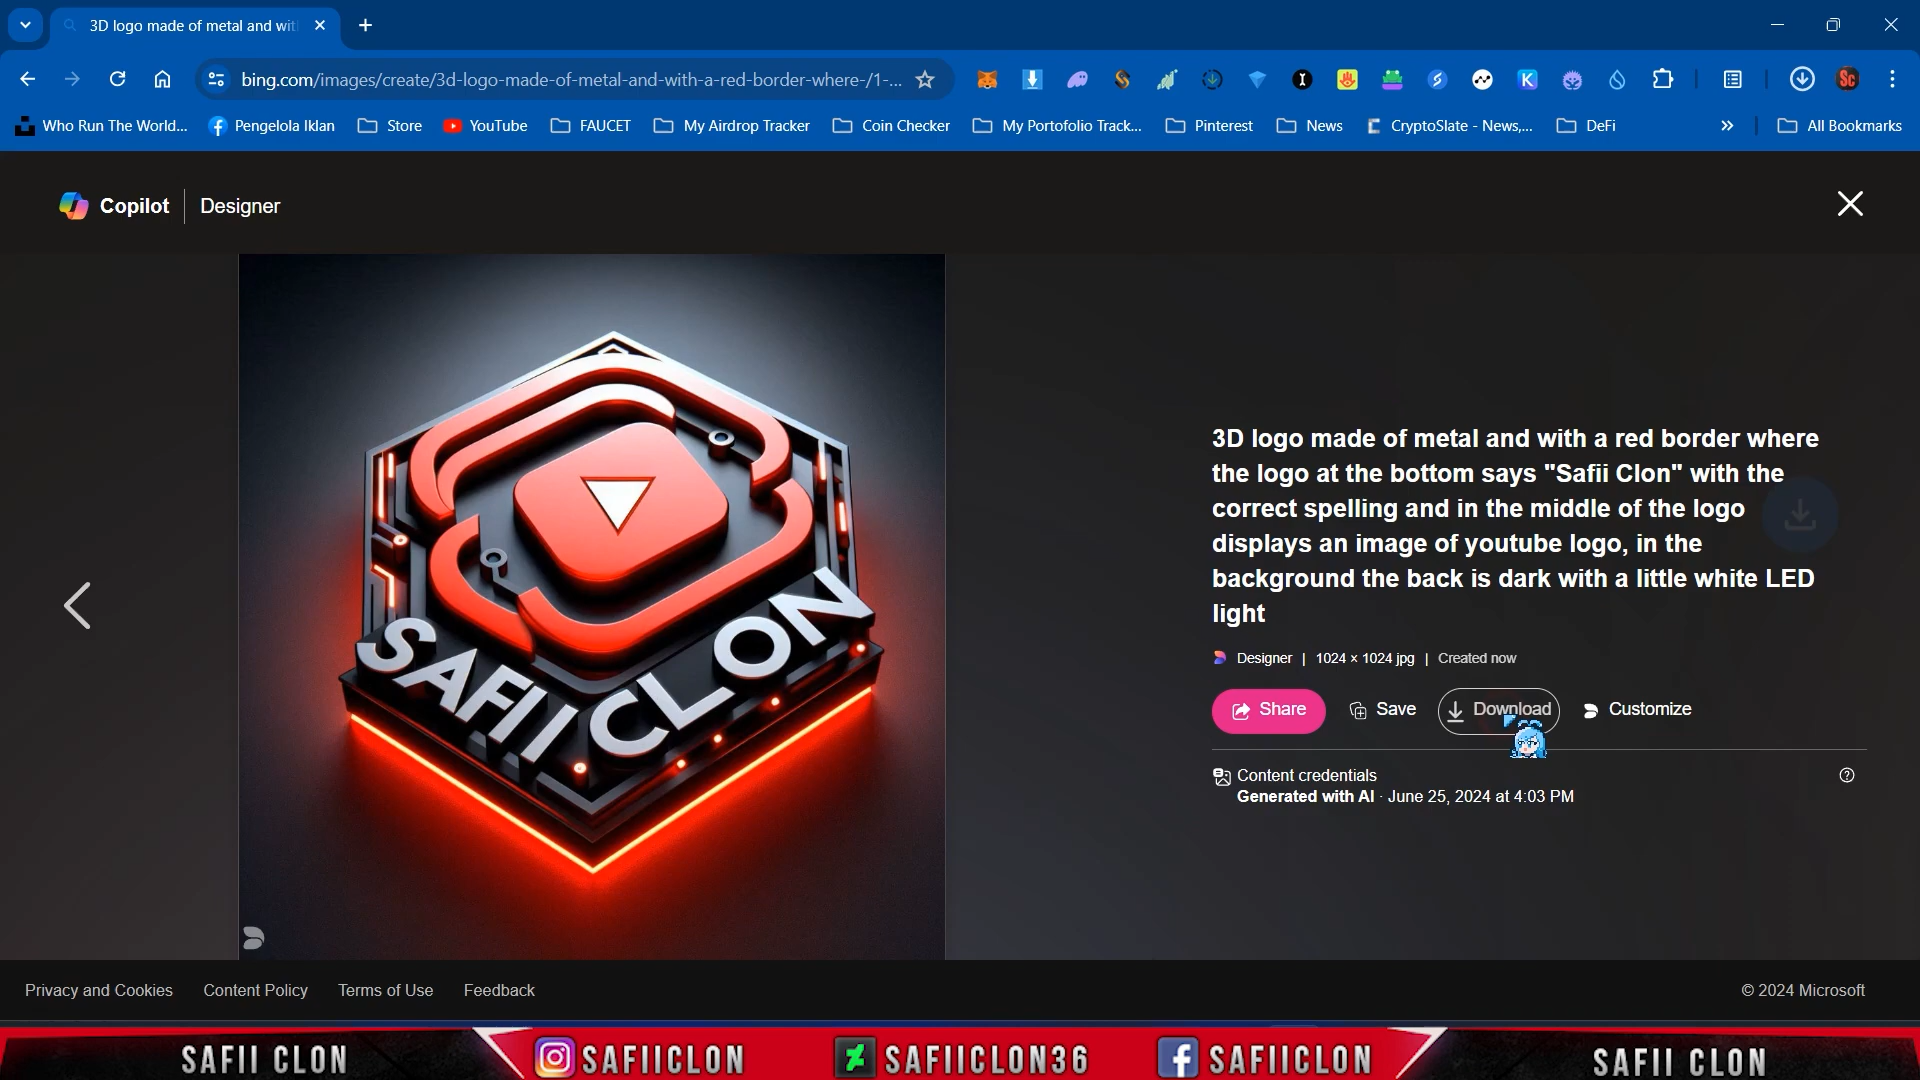 3D logo made of metal and wit
bing.com/images/create/3d-logo-made-of-metal-and-with-a-red-border-where-/1-...
Sc
Who Run The World...
Pengelola Iklan
Store
YouTube
FAUCET
My Airdrop Tracker
Coin Checker
My Portofolio Track...
Pinterest
News
CryptoSlate - News,...
DeFi
All Bookmarks
Copilot
Designer
SAFII CLON
3D logo made of metal and with a red border where
the logo at the bottom says "Safii Clon" with the
correct spelling and in the middle of the logo
displays an image of youtube logo, in the
background the back is dark with a little white LED
light
Designer | 1024 × 1024 jpg | Created now
Share
Save
Download
Customize
Content credentials
Generated with AI · June 25, 2024 at 4:03 PM
Privacy and Cookies
Content Policy
Terms of Use
Feedback
© 2024 Microsoft
SAFII CLON
SAFIICLON
SAFIICLON36
SAFIICLON
SAFII CLON